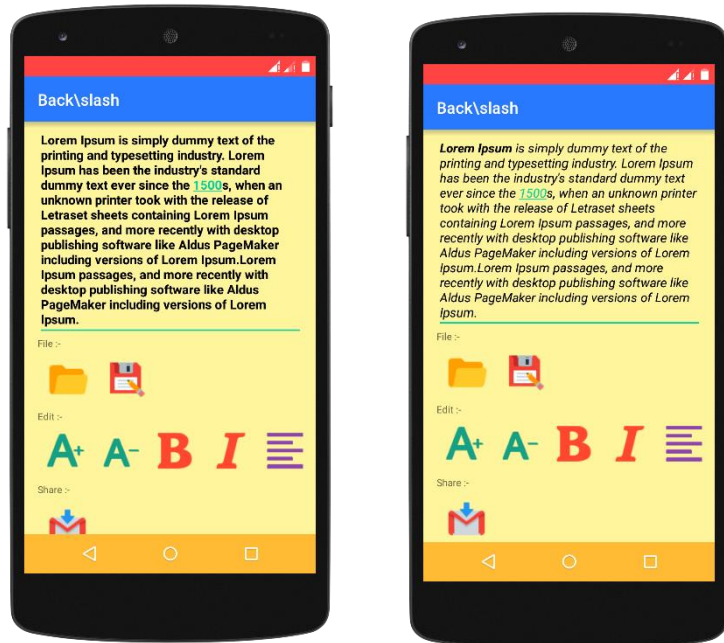 Back\slash
Lorem Ipsum is simply dummy text of the
printing and typesetting industry. Lorem
Ipsum has been the industry's standard
dummy text ever since the 1500s, when an
unknown printer took with the release of
Letraset sheets containing Lorem Ipsum
passages, and more recently with desktop
publishing software like Aldus PageMaker
including versions of Lorem Ipsum.Lorem
Ipsum passages, and more recently with
desktop publishing software like Aldus
PageMaker including versions of Lorem
Ipsum.
File :-
Edit :-
A+ A- B I
Share :-
Back\slash
Lorem Ipsum is simply dummy text of the
printing and typesetting industry. Lorem Ipsum
has been the industry's standard dummy text
ever since the 1500s, when an unknown printer
took with the release of Letraset sheets
containing Lorem Ipsum passages, and more
recently with desktop publishing software like
Aldus PageMaker including versions of Lorem
Ipsum.Lorem Ipsum passages, and more
recently with desktop publishing software like
Aldus PageMaker including versions of Lorem
Ipsum.
File :-
Edit :-
A+ A- B I
Share :-